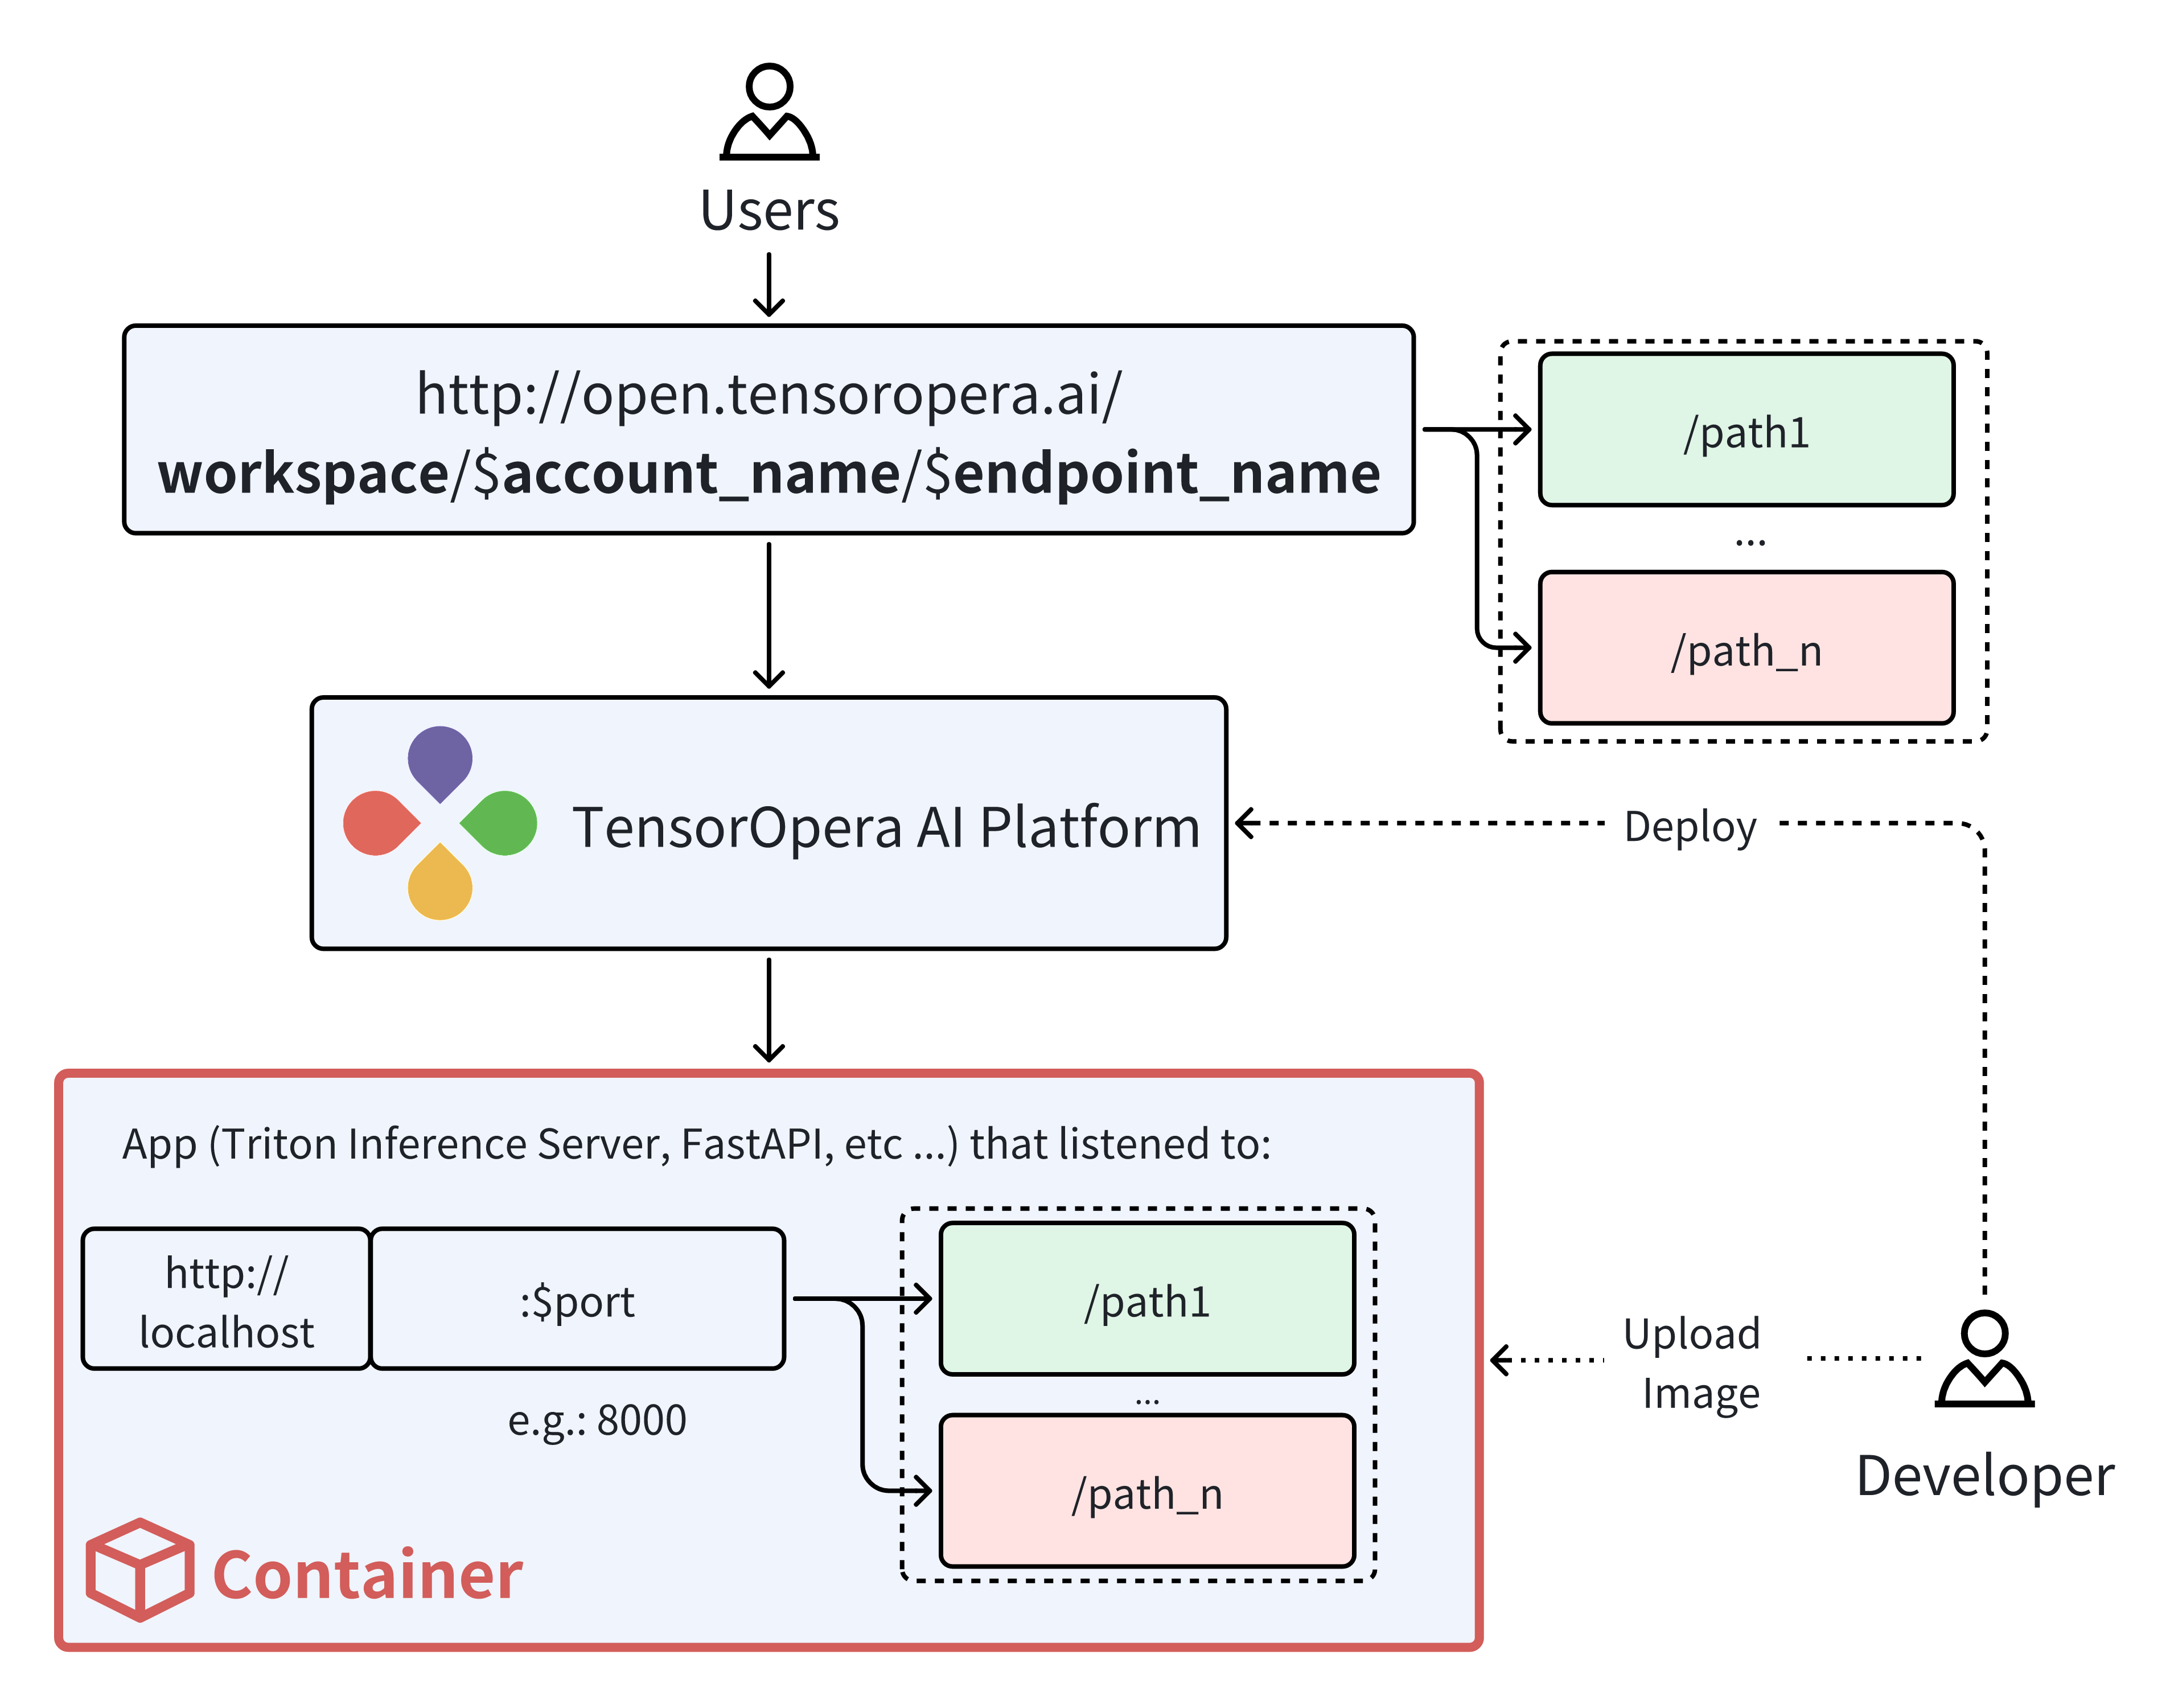 Users
http://open.tensoropera.ai/
workspace/$account_name/$endpoint_name
/path1
...
/path_n
TensorOpera AI Platform
Deploy
App (Triton Inference Server, FastAPI, etc ...) that listened to:
http://
localhost
:$port
e.g.: 8000
/path1
...
/path_n
Upload
Image
Developer
Container